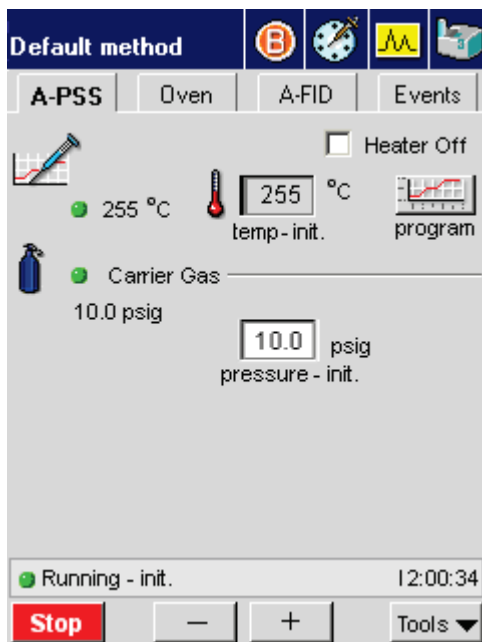 Default method B
A-PSS Oven A-FID Events
Heater Off
255 °C 255 °C
temp-init. program
Carrier Gas
10.0 psig
10.0 psig
pressure - init.
Running - init. 12:00:34
Stop — + Tools